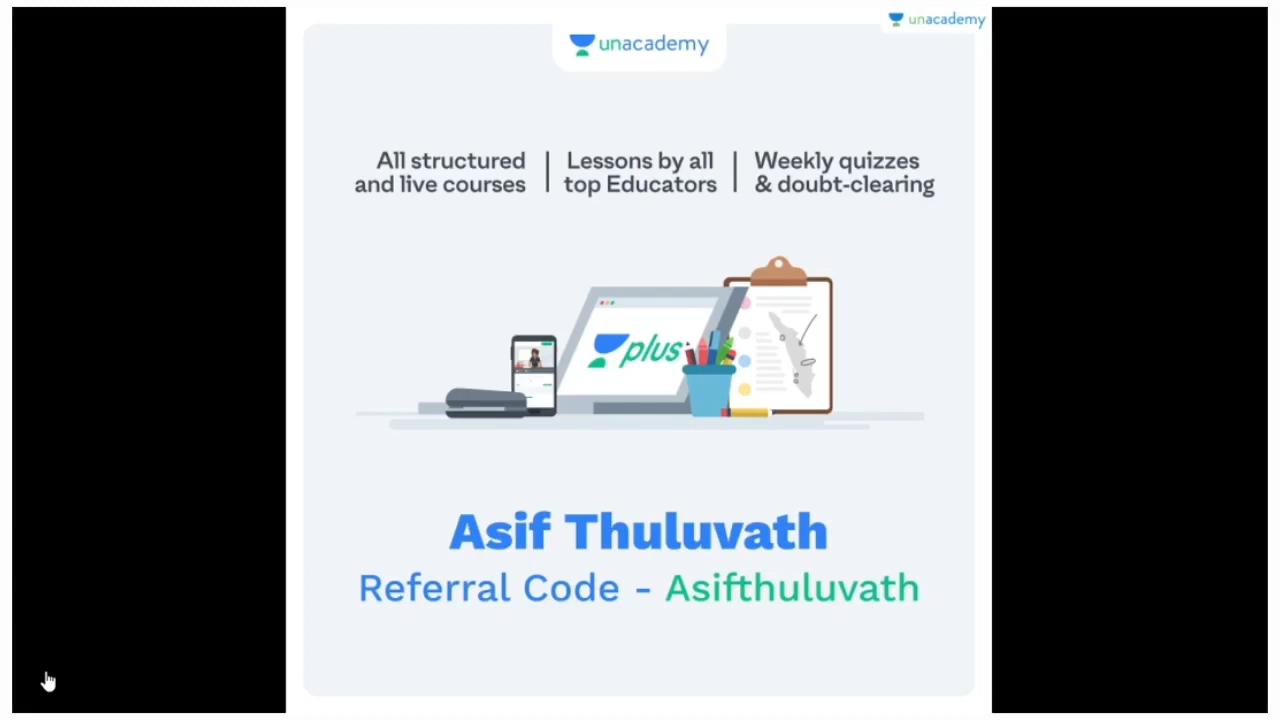 unacademy
unacademy
All structured
and live courses
Lessons by all
top Educators
Weekly quizzes
& doubt-clearing
plus
Asif Thuluvath
Referral Code - Asifthuluvath